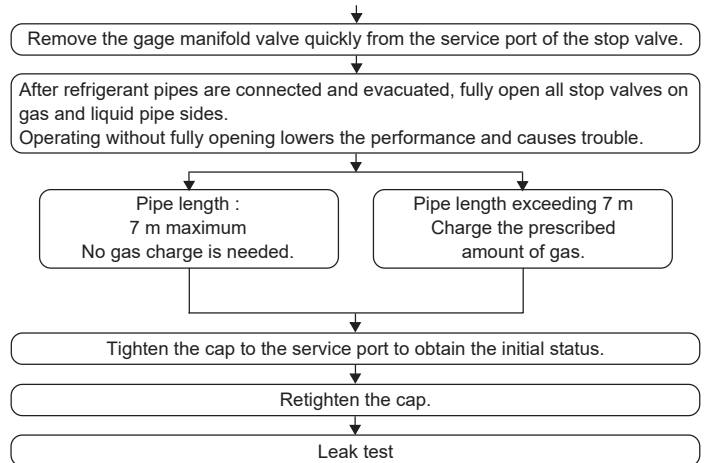 Remove the gage manifold valve quickly from the service port of the stop valve.
After refrigerant pipes are connected and evacuated, fully open all stop valves on
gas and liquid pipe sides.
Operating without fully opening lowers the performance and causes trouble.
Pipe length :
7 m maximum
No gas charge is needed.
Pipe length exceeding 7 m
Charge the prescribed
amount of gas.
Tighten the cap to the service port to obtain the initial status.
Retighten the cap.
Leak test